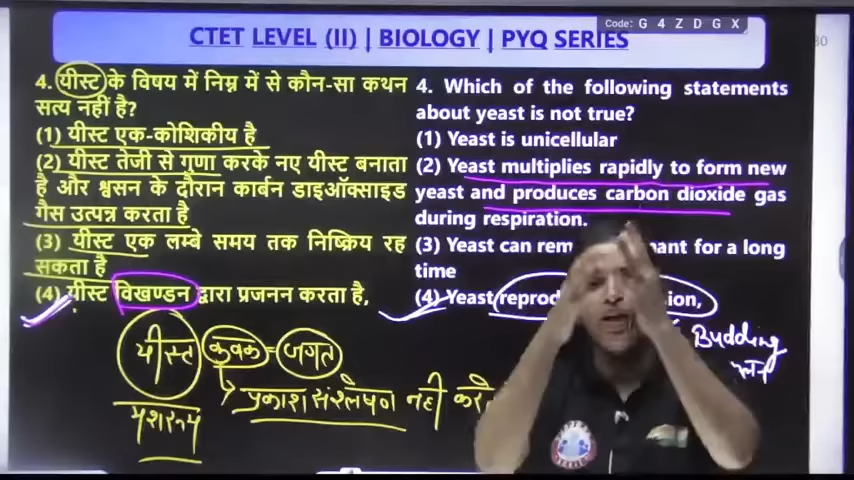 Code: G 4 Z D G X
CTET LEVEL (II) | BIOLOGY | PYQ SERIES
4. यीस्ट के विषय में निम्न में से कौन-सा कथन
सत्य नहीं है?
(1) यीस्ट एक-कोशिकीय है
(2) यीस्ट तेजी से गुणा करके नए यीस्ट बनाता
है और श्वसन के दौरान कार्बन डाइऑक्साइड
गैस उत्पन्न करता है
(3) यीस्ट एक लम्बे समय तक निष्क्रिय रह
सकता है
(4) यीस्ट विखण्डन द्वारा प्रजनन करता है,
4. Which of the following statements
about yeast is not true?
(1) Yeast is unicellular
(2) Yeast multiplies rapidly to form new
yeast and produces carbon dioxide gas
during respiration.
(3) Yeast can ant for a long
time
(4) Yeast
यीस्ट कवक = जगत
प्रकाश संश्लेषण नही
मशरूम
Budding